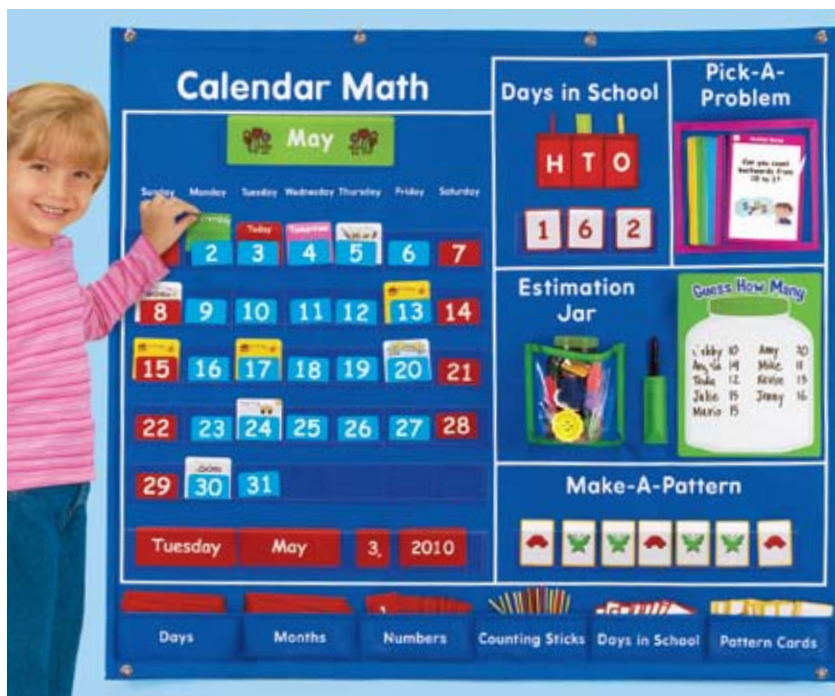 Calendar Math
May
Sunday Monday Tuesday Wednesday Thursday Friday Saturday
Today Tomorrow
2 3 4 5 6 7
8 9 10 11 12 13 14
15 16 17 18 19 20 21
22 23 24 25 26 27 28
29 30 31
Tuesday May 3, 2010
Days in School
H T O
1 6 2
Pick-A-
Problem
Can you count
backwards from
Estimation
Jar
Guess How Many
10 Amy 20
14 Mike 11
12 13
Julie 15 Jenny 16
Mario 15
Make-A-Pattern
Days Months Numbers Counting Sticks Days in School Pattern Cards